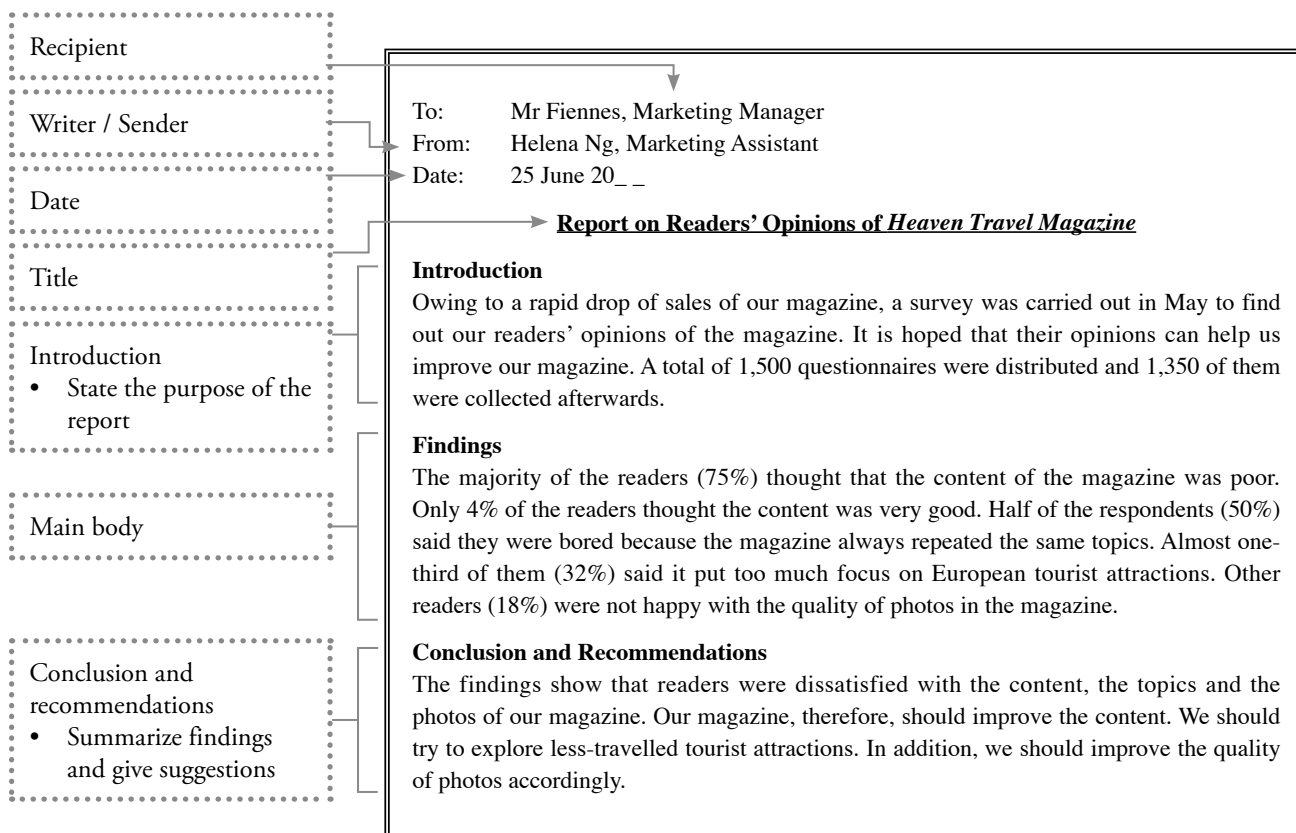 Recipient
Writer / Sender
Date
Title
Introduction
• State the purpose of the
report
Main body
Conclusion and
recommendations
• Summarize findings
and give suggestions
To: Mr Fiennes, Marketing Manager
From: Helena Ng, Marketing Assistant
Date: 25 June 20_ _
Report on Readers’ Opinions of Heaven Travel Magazine
Introduction
Owing to a rapid drop of sales of our magazine, a survey was carried out in May to find
out our readers’ opinions of the magazine. It is hoped that their opinions can help us
improve our magazine. A total of 1,500 questionnaires were distributed and 1,350 of them
were collected afterwards.
Findings
The majority of the readers (75%) thought that the content of the magazine was poor.
Only 4% of the readers thought the content was very good. Half of the respondents (50%)
said they were bored because the magazine always repeated the same topics. Almost one-
third of them (32%) said it put too much focus on European tourist attractions. Other
readers (18%) were not happy with the quality of photos in the magazine.
Conclusion and Recommendations
The findings show that readers were dissatisfied with the content, the topics and the
photos of our magazine. Our magazine, therefore, should improve the content. We should
try to explore less-travelled tourist attractions. In addition, we should improve the quality
of photos accordingly.